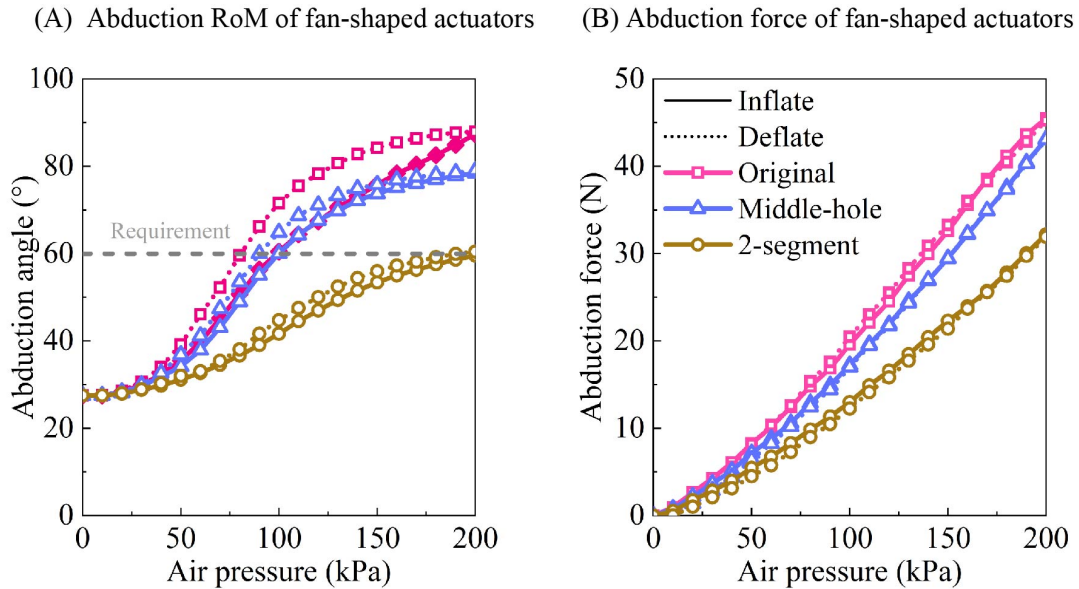 (A) Abduction RoM of fan-shaped actuators
Abduction angle (°)
100
80
60
40
20
0
Requirement
0 50 100 150 200
Air pressure (kPa)
(B) Abduction force of fan-shaped actuators
Abduction force (N)
50
40
30
20
10
0
Inflate
Deflate
Original
Middle-hole
2-segment
0 50 100 150 200
Air pressure (kPa)